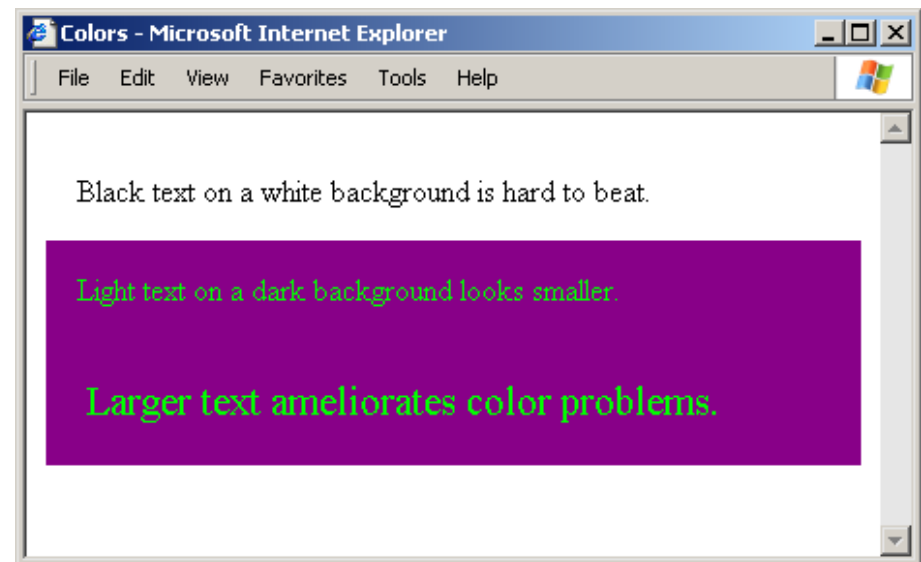 Colors - Microsoft Internet Explorer
File Edit View Favorites Tools Help
Black text on a white background is hard to beat.
Light text on a dark background looks smaller.
Larger text ameliorates color problems.